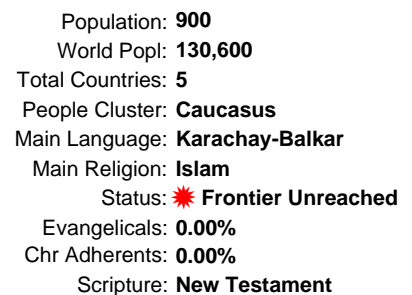 Population: 900
World Popl: 130,600
Total Countries: 5
People Cluster: Caucasus
Main Language: Karachay-Balkar
Main Religion: Islam
Status: Frontier Unreached
Evangelicals: 0.00%
Chr Adherents: 0.00%
Scripture: New Testament